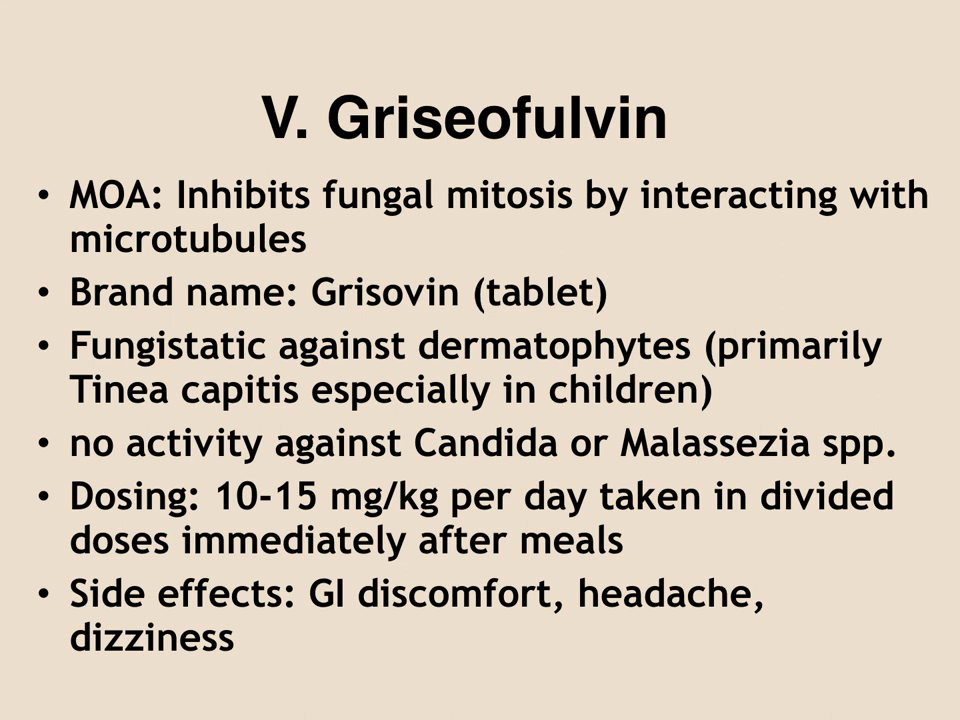 V. Griseofulvin
• MOA: Inhibits fungal mitosis by interacting with
microtubules
• Brand name: Grisovin (tablet)
• Fungistatic against dermatophytes (primarily
Tinea capitis especially in children)
• no activity against Candida or Malassezia spp.
• Dosing: 10-15 mg/kg per day taken in divided
doses immediately after meals
• Side effects: GI discomfort, headache,
dizziness